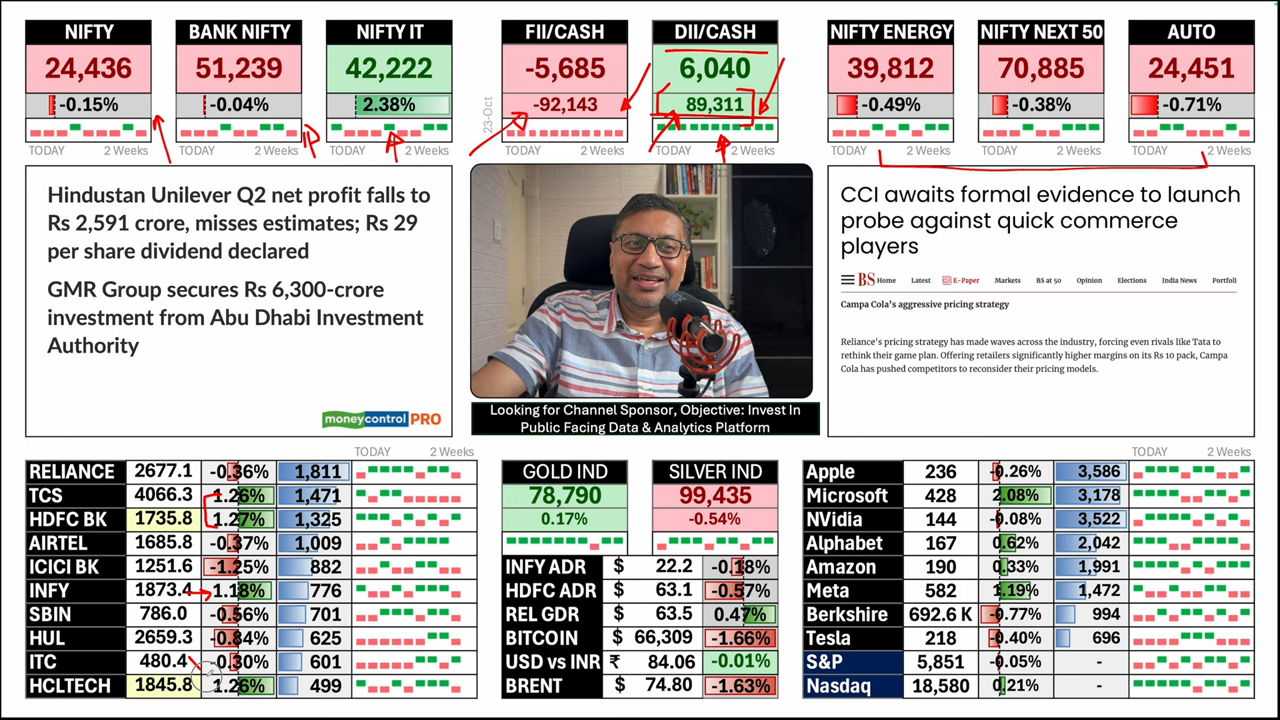 NIFTY
24,436
-0.15%
TODAY 2 Weeks
BANK NIFTY
51,239
-0.04%
TODAY 2 Weeks
NIFTY IT
42,222
2.38%
TODAY 2 Weeks
23-Oct
FII/CASH
-5,685
-92,143
TODAY 2 Weeks
DII/CASH
6,040
89,311
TODAY 2 Weeks
NIFTY ENERGY
39,812
-0.49%
TODAY 2 Weeks
NIFTY NEXT 50
70,885
-0.38%
TODAY 2 Weeks
AUTO
24,451
-0.71%
TODAY 2 Weeks
Hindustan Unilever Q2 net profit falls to
Rs 2,591 crore, misses estimates; Rs 29
per share dividend declared
GMR Group secures Rs 6,300-crore
investment from Abu Dhabi Investment
Authority
moneycontrol PRO
Looking for Channel Sponsor, Objective: Invest In
Public Facing Data & Analytics Platform
CCI awaits formal evidence to launch
probe against quick commerce
players
BS Home Latest E-Paper Markets BS at 50 Opinion Elections India News Portfoli
Campa Cola's aggressive pricing strategy
Reliance's pricing strategy has made waves across the industry, forcing even rivals like Tata to
rethink their game plan. Offering retailers significantly higher margins on its Rs 10 pack, Campa
Cola has pushed competitors to reconsider their pricing models.
TODAY 2 Weeks
RELIANCE 2677.1 -0.36% 1,811
TCS 4066.3 1.26% 1,471
HDFC BK 1735.8 1.27% 1,325
AIRTEL 1685.8 -0.37% 1,009
ICICI BK 1251.6 -1.25% 882
INFY 1873.4 1.18% 776
SBIN 786.0 -0.56% 701
HUL 2659.3 -0.84% 625
ITC 480.4 -0.30% 601
HCLTECH 1845.8 1.26% 499
GOLD IND
78,790
0.17%
SILVER IND
99,435
-0.54%
INFY ADR $ 22.2 -0.18%
HDFC ADR $ 63.1 -0.57%
REL GDR $ 63.5 0.47%
BITCOIN $ 66,309 -1.66%
USD vs INR ₹ 84.06 -0.01%
BRENT $ 74.80 -1.63%
TODAY 2 Weeks
Apple 236 -0.26% 3,586
Microsoft 428 2.08% 3,178
NVidia 144 -0.08% 3,522
Alphabet 167 0.62% 2,042
Amazon 190 0.33% 1,991
Meta 582 1.19% 1,472
Berkshire 692.6 K -0.77% 994
Tesla 218 -0.40% 696
S&P 5,851 -0.05% -
Nasdaq 18,580 0.21% -